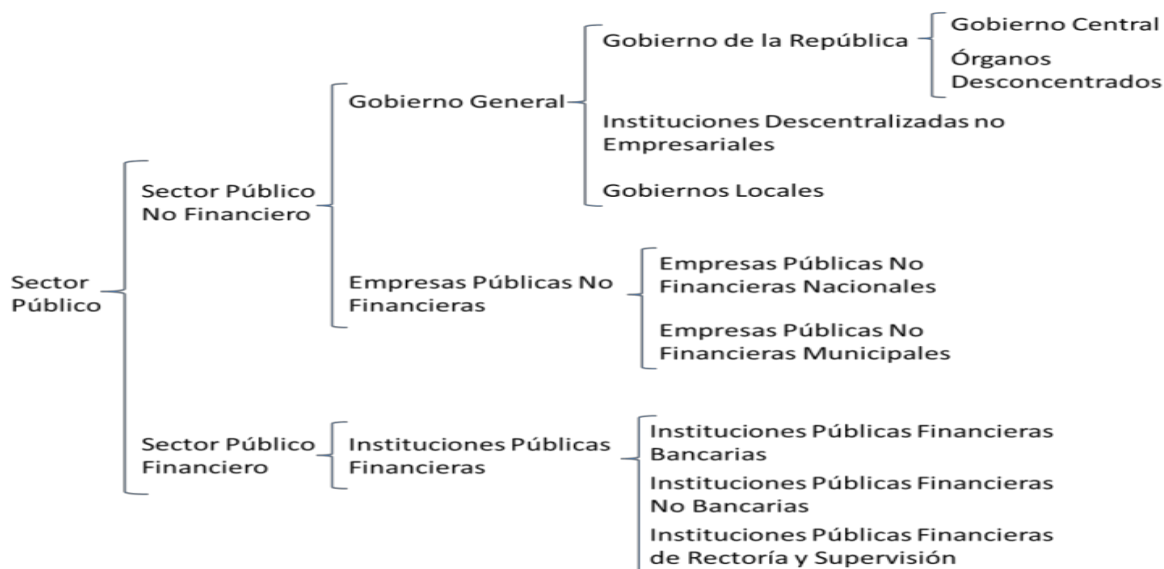 Sector
Público
Sector Público
No Financiero
Gobierno General
Gobierno de la República
Gobierno Central
Órganos
Desconcentrados
Instituciones Descentralizadas no
Empresariales
Gobiernos Locales
Empresas Públicas No
Financieras
Empresas Públicas No
Financieras Nacionales
Empresas Públicas No
Financieras Municipales
Sector Público
Financiero
Instituciones Públicas
Financieras
Instituciones Públicas Financieras
Bancarias
Instituciones Públicas Financieras
No Bancarias
Instituciones Públicas Financieras
de Rectoría y Supervisión